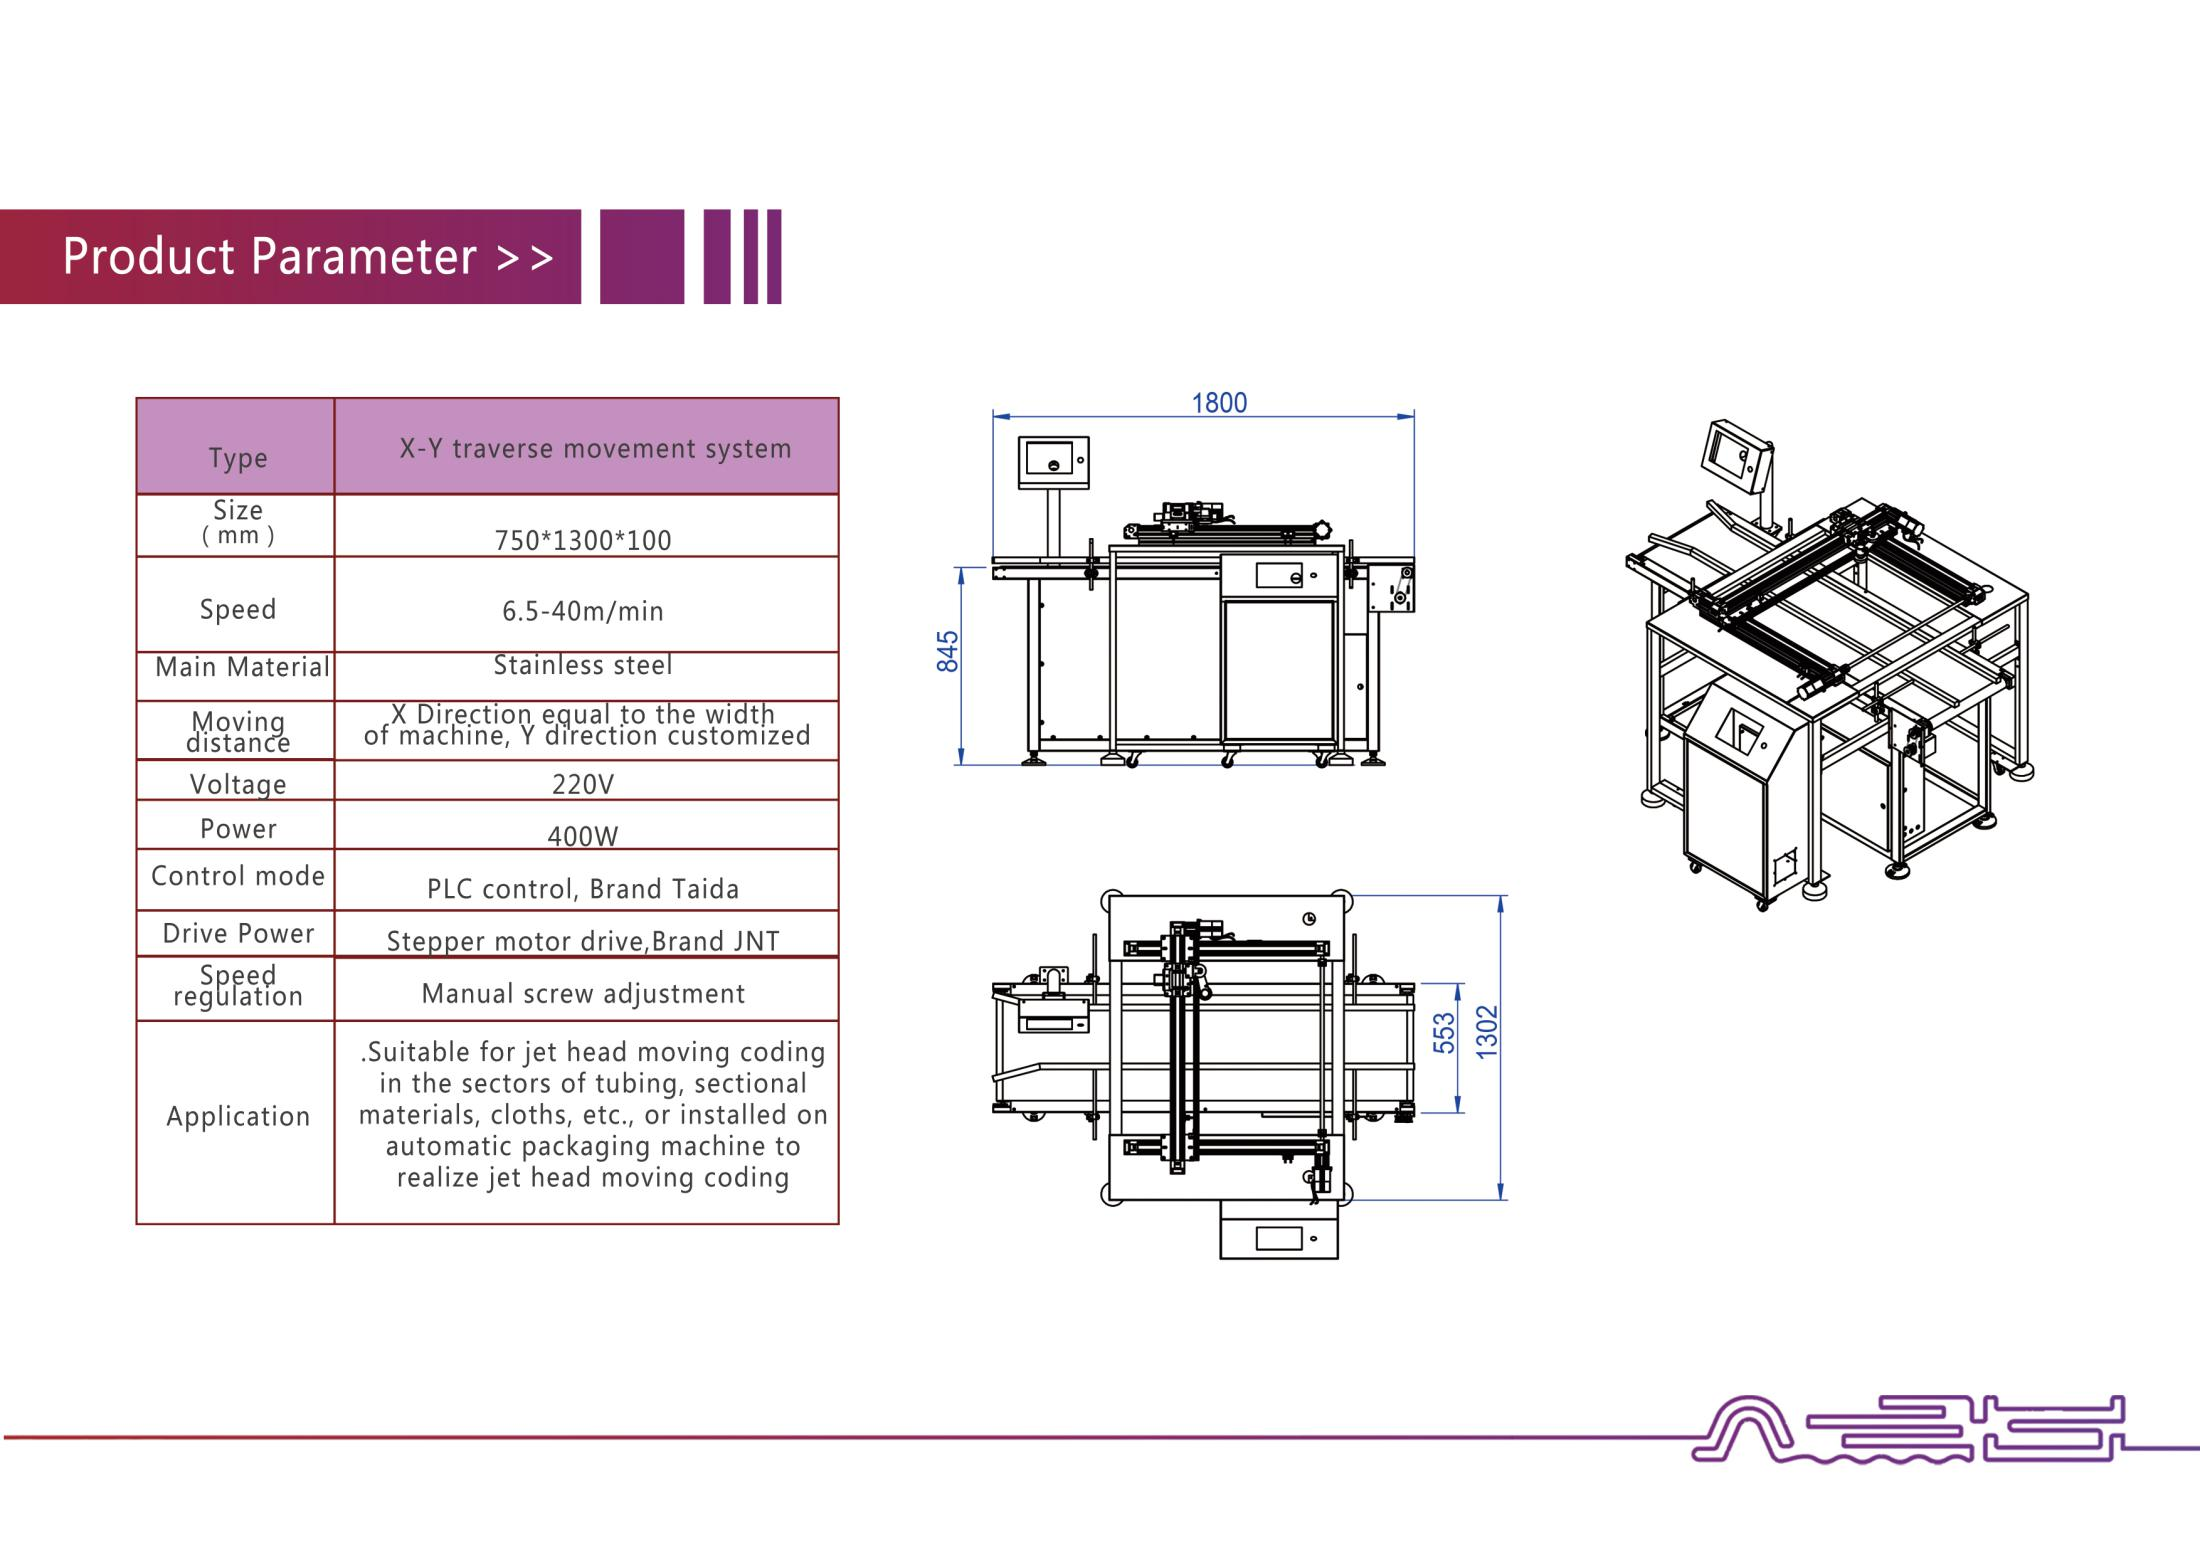 Product Parameter >>
Type
X-Y traverse movement system
Size
( mm )
750*1300*100
Speed
6.5-40m/min
Main Material
Stainless steel
Moving
distance
X Direction equal to the width
of machine, Y direction customized
Voltage
220V
Power
400W
Control mode
PLC control, Brand Taida
Drive Power
Stepper motor drive,Brand JNT
Speed
regulation
Manual screw adjustment
Application
.Suitable for jet head moving coding
in the sectors of tubing, sectional
materials, cloths, etc., or installed on
automatic packaging machine to
realize jet head moving coding
1800
845
553
1302